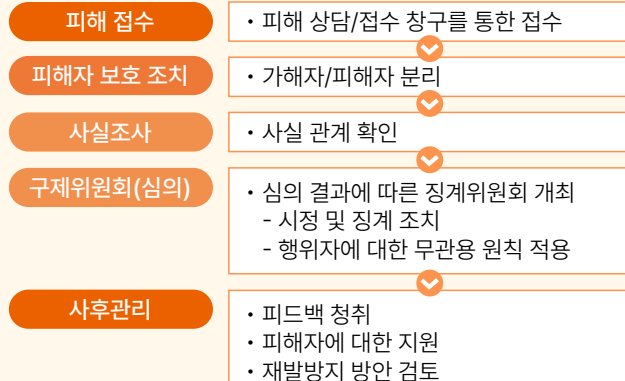 피해 접수
• 피해 상담/접수 창구를 통한 접수
피해자 보호 조치
• 가해자/피해자 분리
사실조사
• 사실 관계 확인
구제위원회(심의)
• 심의 결과에 따른 징계위원회 개최
- 시정 및 징계 조치
- 행위자에 대한 무관용 원칙 적용
사후관리
• 피드백 청취
• 피해자에 대한 지원
• 재발방지 방안 검토